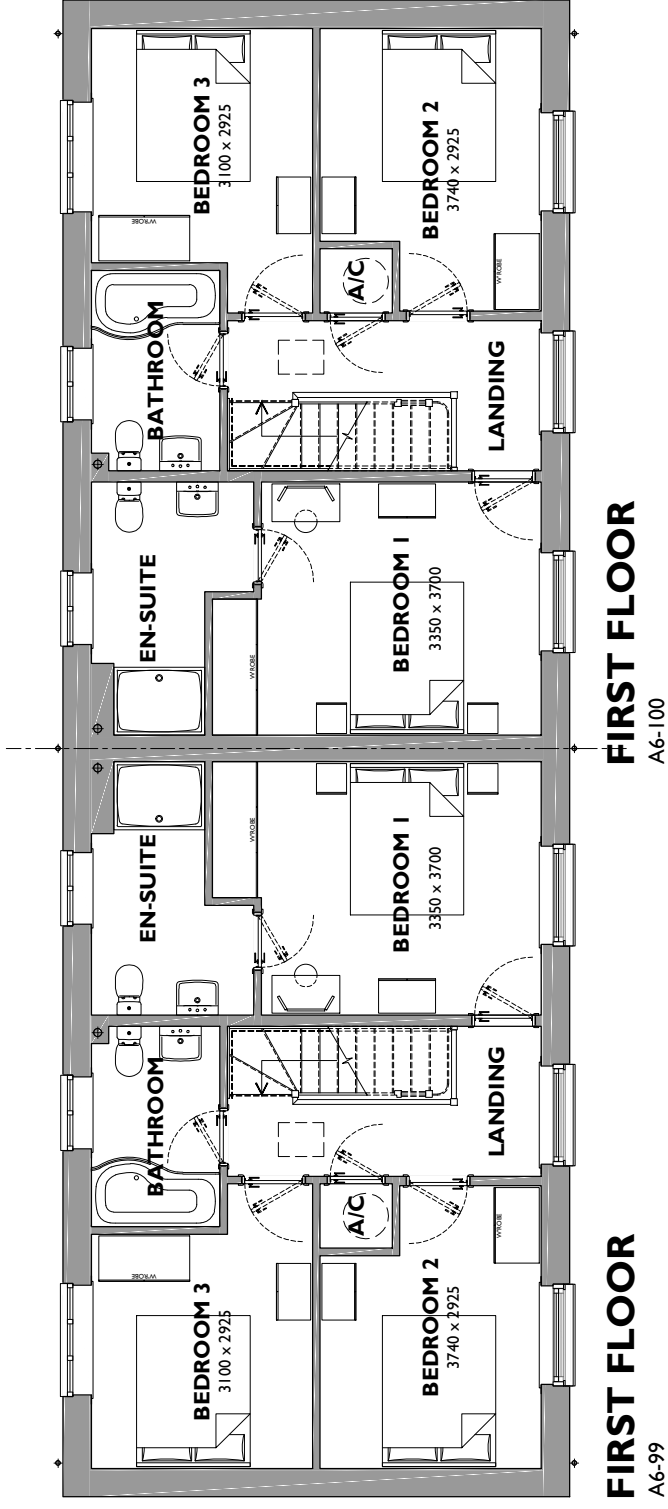 BEDROOM 3
3100 x 2925
W'ROBE
BATHROOM
EN-SUITE
EN-SUITE
BATHROOM
W'ROBE
BEDROOM 3
3100 x 2925
A/C
W'ROBE
W'ROBE
A/C
BEDROOM 2
3740 x 2925
W'ROBE
LANDING
BEDROOM 1
3350 x 3700
BEDROOM 1
3350 x 3700
LANDING
W'ROBE
BEDROOM 2
3740 x 2925
FIRST FLOOR
A6-99
FIRST FLOOR
A6-100